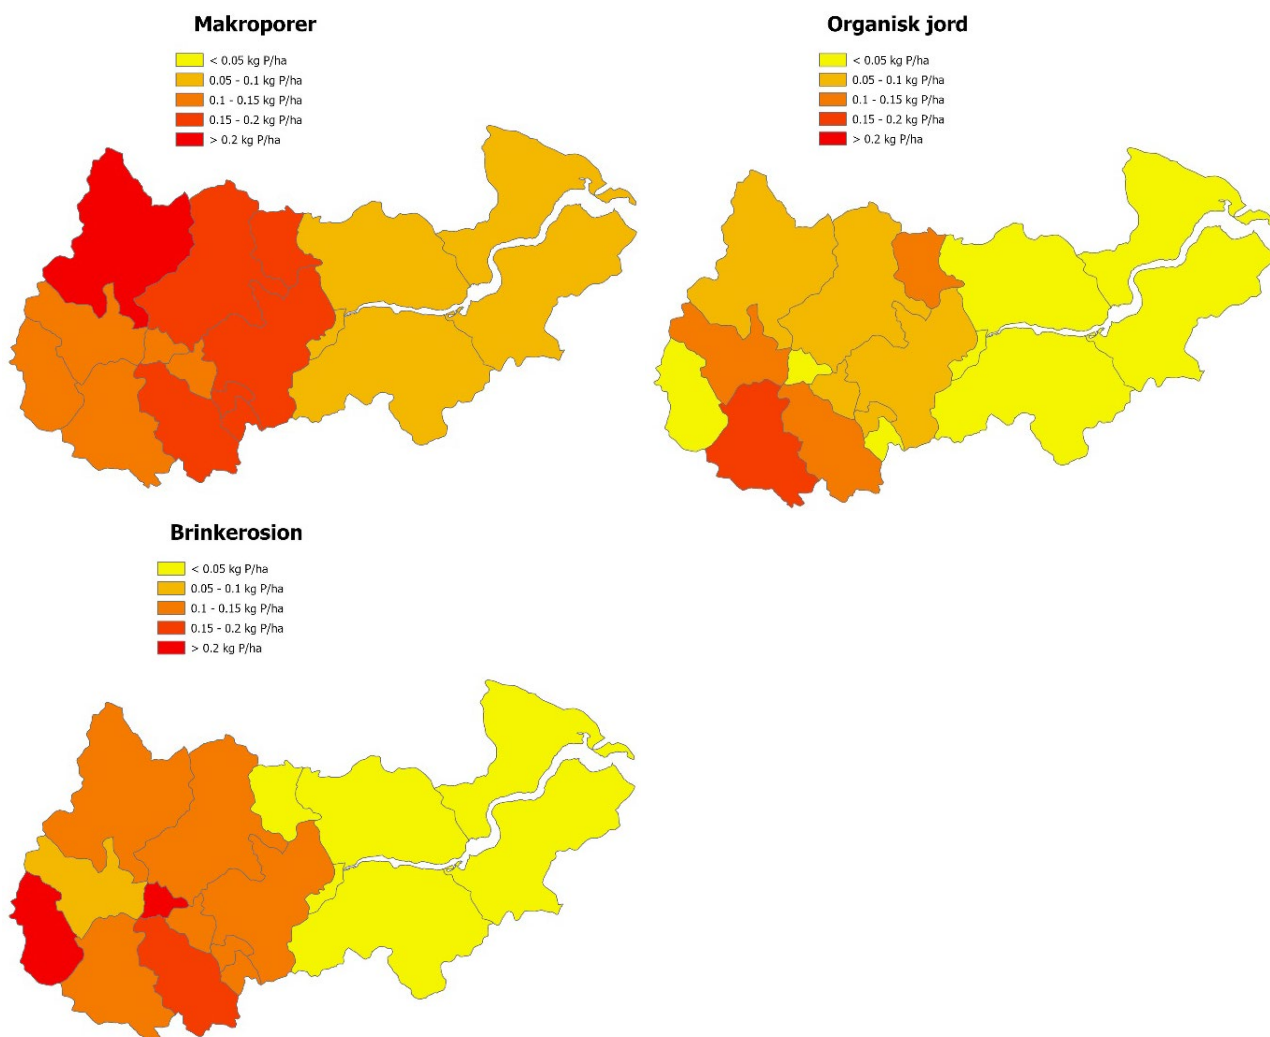 Makroporer
< 0.05 kg P/ha
0.05 - 0.1 kg P/ha
0.1 - 0.15 kg P/ha
0.15 - 0.2 kg P/ha
> 0.2 kg P/ha
Organisk jord
< 0.05 kg P/ha
0.05 - 0.1 kg P/ha
0.1 - 0.15 kg P/ha
0.15 - 0.2 kg P/ha
> 0.2 kg P/ha
Brinkerosion
< 0.05 kg P/ha
0.05 - 0.1 kg P/ha
0.1 - 0.15 kg P/ha
0.15 - 0.2 kg P/ha
> 0.2 kg P/ha